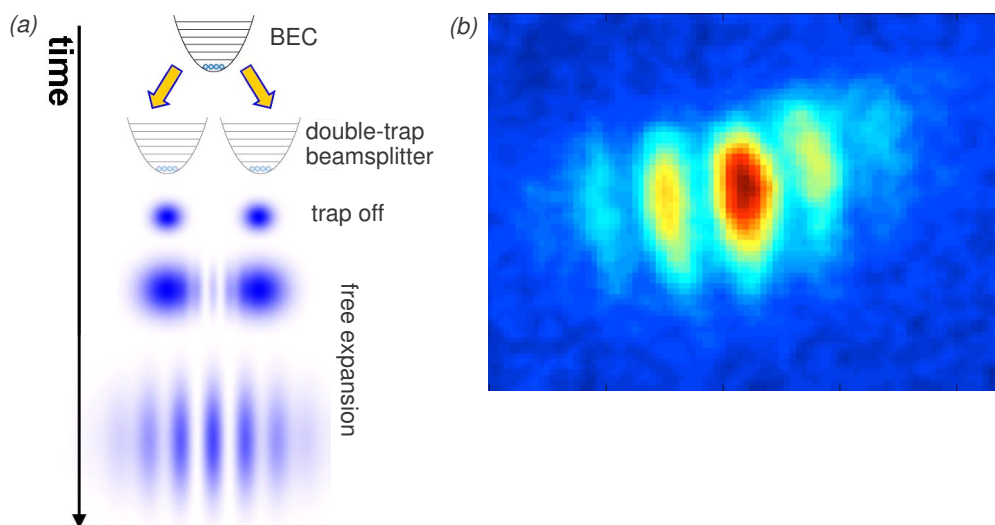 (a)
time
BEC
double-trap
beamsplitter
trap off
free expansion
(b)